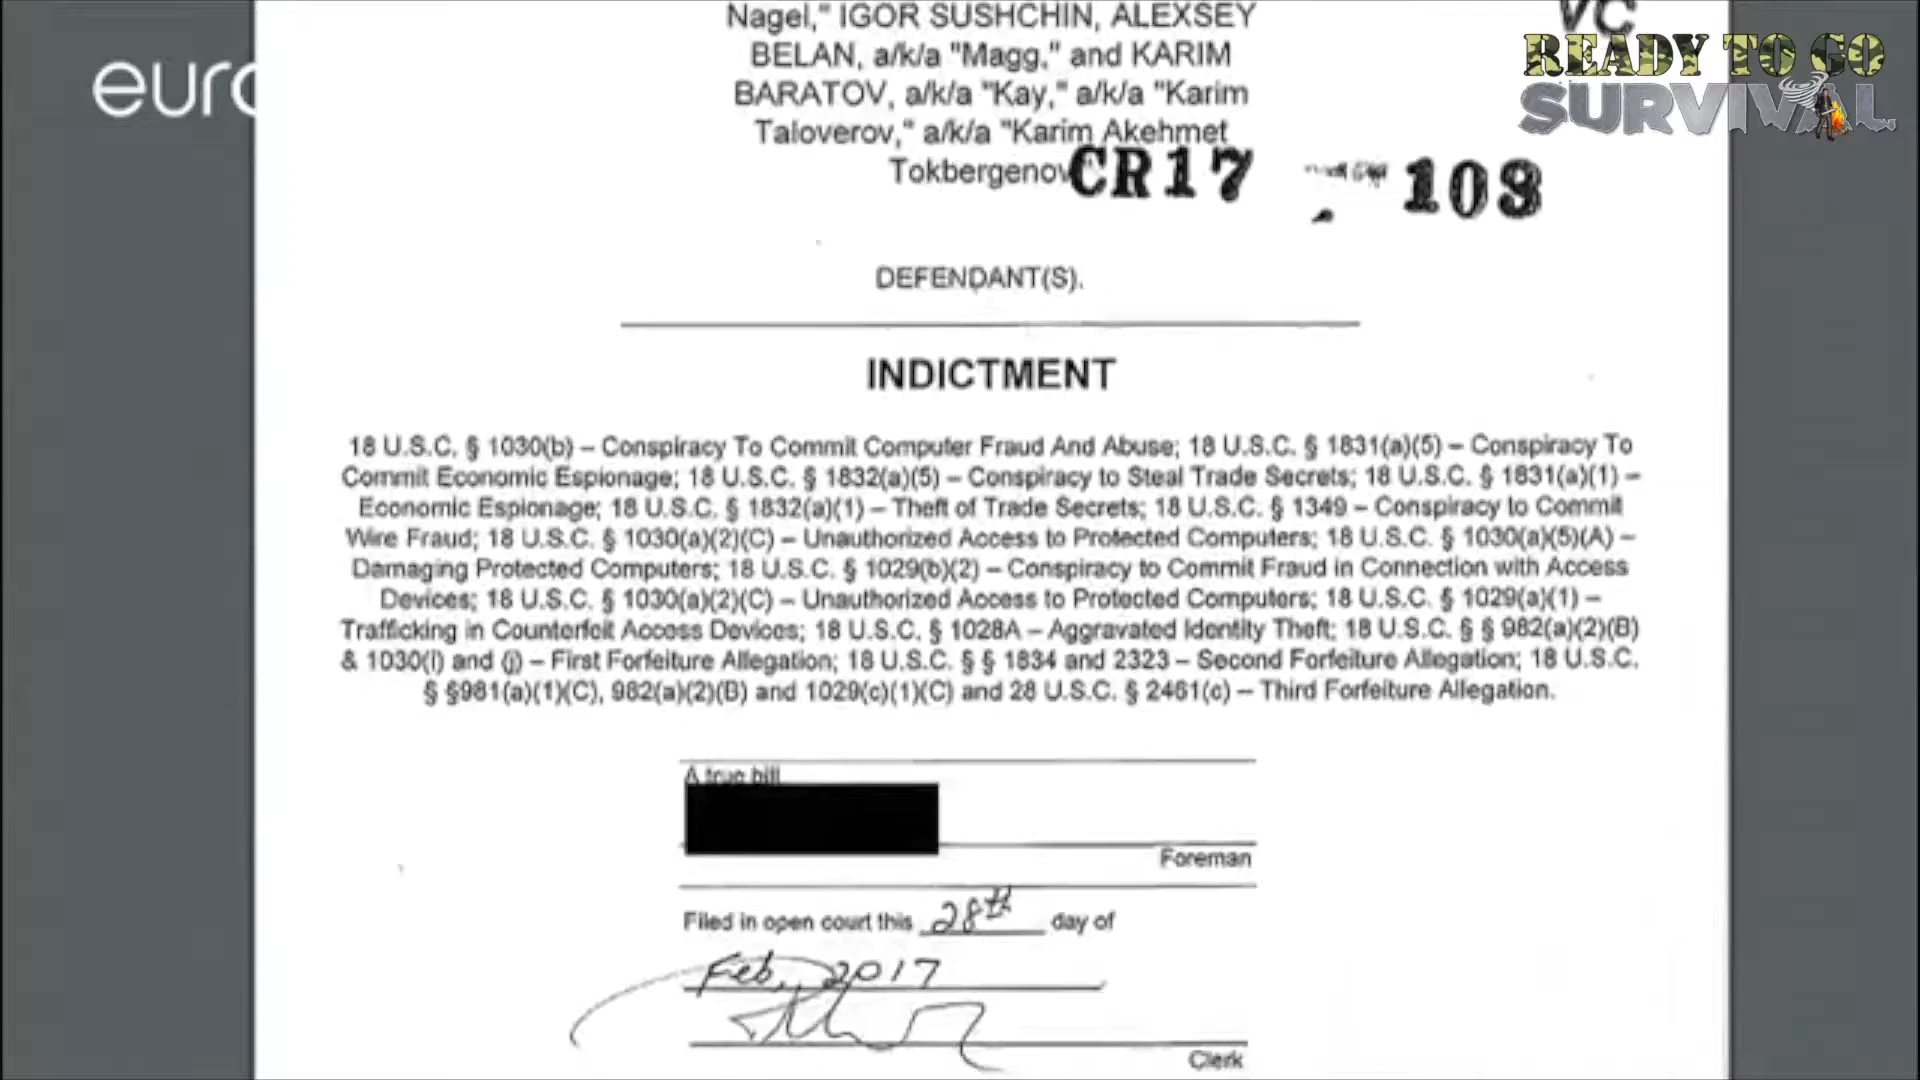 Nagel," IGOR SUSHCHIN, ALEXSEY
VC
READY TO GO
SURVIVAL
euro
BELAN, a/k/a "Magg," and KARIM
BARATOV, a/k/a "Kay," a/k/a "Karim
Taloverov," a/k/a "Karim Akehmet
Tokbergenov
CR17 103
DEFENDANT(S).
INDICTMENT
18 U.S.C. § 1030(b) – Conspiracy To Commit Computer Fraud And Abuse; 18 U.S.C. § 1831(a)(5) – Conspiracy To
Commit Economic Espionage; 18 U.S.C. § 1832(a)(5) – Conspiracy to Steal Trade Secrets; 18 U.S.C. § 1831(a)(1) –
Economic Espionage; 18 U.S.C. § 1832(a)(1) – Theft of Trade Secrets; 18 U.S.C. § 1349 – Conspiracy to Commit
Wire Fraud; 18 U.S.C. § 1030(a)(2)(C) – Unauthorized Access to Protected Computers; 18 U.S.C. § 1030(a)(5)(A) –
Damaging Protected Computers; 18 U.S.C. § 1029(b)(2) – Conspiracy to Commit Fraud in Connection with Access
Devices; 18 U.S.C. § 1030(a)(2)(C) – Unauthorized Access to Protected Computers; 18 U.S.C. § 1029(a)(1) –
Trafficking in Counterfeit Access Devices; 18 U.S.C. § 1028A – Aggravated Identity Theft; 18 U.S.C. § § 982(a)(2)(B)
& 1030(i) and (j) – First Forfeiture Allegation; 18 U.S.C. § § 1834 and 2323 – Second Forfeiture Allegation; 18 U.S.C.
§ §981(a)(1)(C), 982(a)(2)(B) and 1029(c)(1)(C) and 28 U.S.C. § 2461(c) – Third Forfeiture Allegation.
A true bill
Foreman
Filed in open court this 28th day of
Feb, 2017
Clerk